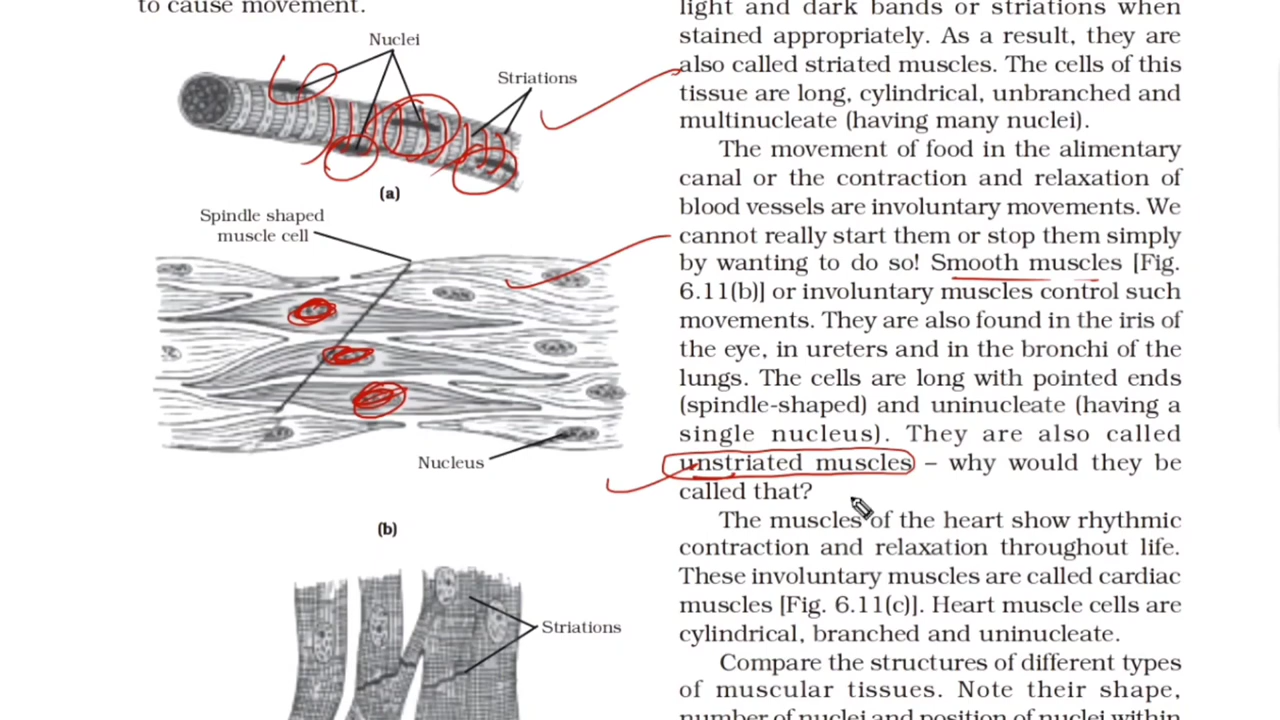 to cause movement.
Nuclei
Striations
(a)
Spindle shaped
muscle cell
Nucleus
(b)
Striations
light and dark bands or striations when
stained appropriately. As a result, they are
also called striated muscles. The cells of this
tissue are long, cylindrical, unbranched and
multinucleate (having many nuclei).
The movement of food in the alimentary
canal or the contraction and relaxation of
blood vessels are involuntary movements. We
cannot really start them or stop them simply
by wanting to do so! Smooth muscles [Fig.
6.11(b)] or involuntary muscles control such
movements. They are also found in the iris of
the eye, in ureters and in the bronchi of the
lungs. The cells are long with pointed ends
(spindle-shaped) and uninucleate (having a
single nucleus). They are also called
unstriated muscles – why would they be
called that?
The muscles of the heart show rhythmic
contraction and relaxation throughout life.
These involuntary muscles are called cardiac
muscles [Fig. 6.11(c)]. Heart muscle cells are
cylindrical, branched and uninucleate.
Compare the structures of different types
of muscular tissues. Note their shape,
number of nuclei and position of nuclei within